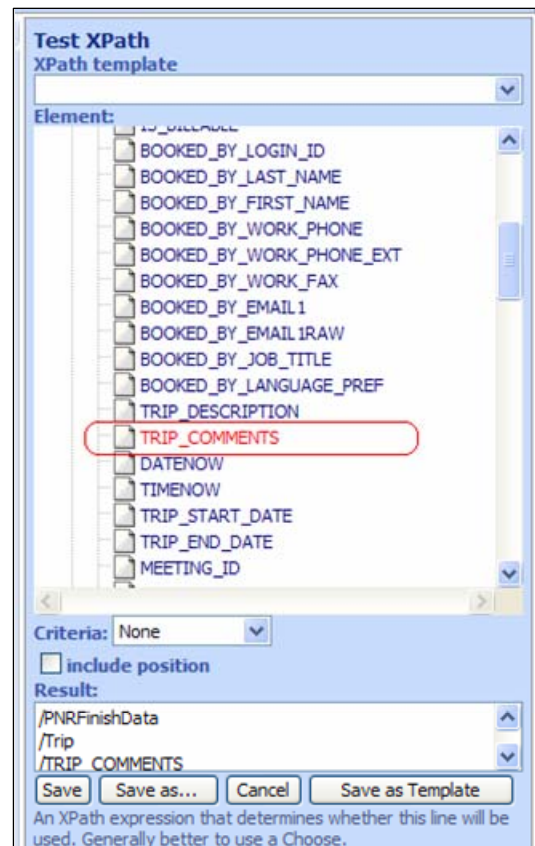 Test XPath
XPath template
Element:
IS_BILLABLE
BOOKED_BY_LOGIN_ID
BOOKED_BY_LAST_NAME
BOOKED_BY_FIRST_NAME
BOOKED_BY_WORK_PHONE
BOOKED_BY_WORK_PHONE_EXT
BOOKED_BY_WORK_FAX
BOOKED_BY_EMAIL1
BOOKED_BY_EMAIL1RAW
BOOKED_BY_JOB_TITLE
BOOKED_BY_LANGUAGE_PREF
TRIP_DESCRIPTION
TRIP_COMMENTS
DATENOW
TIMENOW
TRIP_START_DATE
TRIP_END_DATE
MEETING_ID
Criteria: None
include position
Result:
/PNRFinishData
/Trip
/TRIP_COMMENTS
Save Save as... Cancel Save as Template
An XPath expression that determines whether this line will be
used. Generally better to use a Choose.